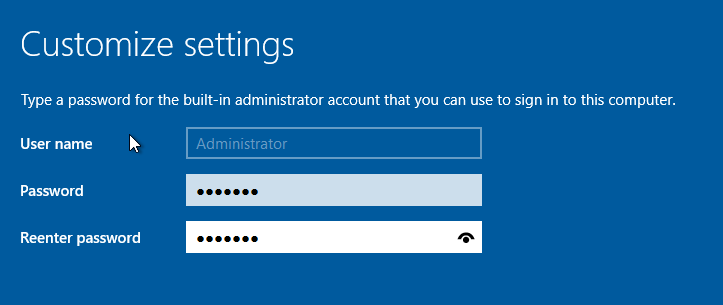 Customize settings
Type a password for the built-in administrator account that you can use to sign in to this computer.
User name Administrator
Password •••••••
Reenter password •••••••